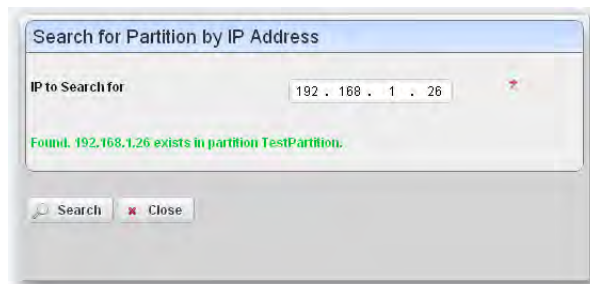 Search for Partition by IP Address
IP to Search for 192 . 168 . 1 . 26 ?
Found. 192.168.1.26 exists in partition TestPartition.
Search Close